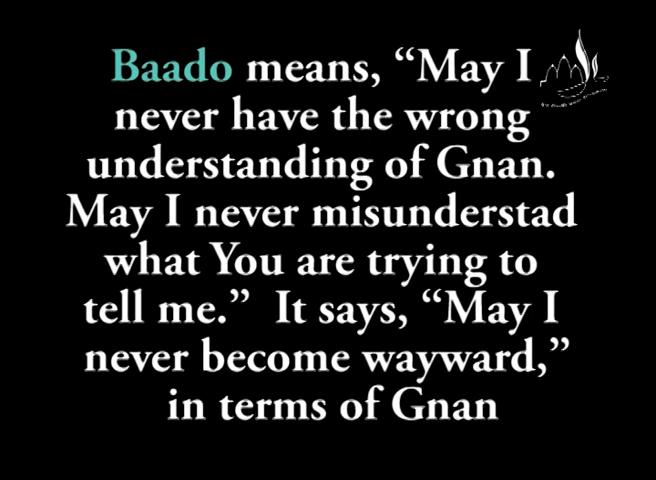 Baado means, “May I
never have the wrong
understanding of Gnan.
May I never misunderstad
what You are trying to
tell me.”  It says, “May I
never become wayward,”
in terms of Gnan